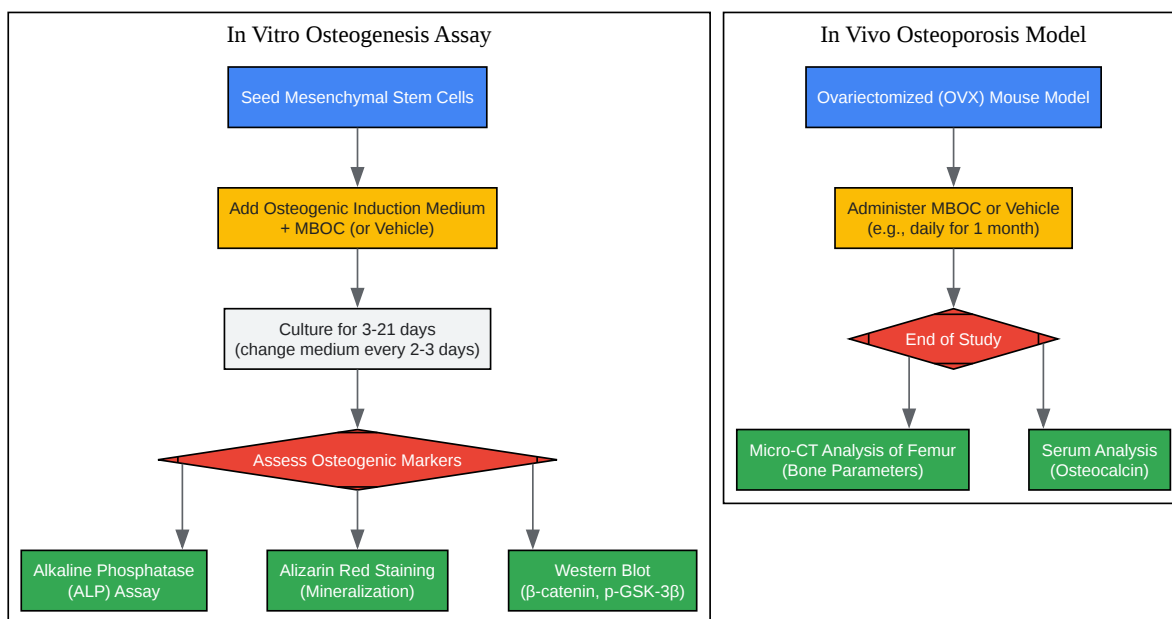 In Vitro Osteogenesis Assay
Seed Mesenchymal Stem Cells
Add Osteogenic Induction Medium
+ MBOC (or Vehicle)
Culture for 3-21 days
(change medium every 2-3 days)
Assess Osteogenic Markers
Alkaline Phosphatase
(ALP) Assay
Alizarin Red Staining
(Mineralization)
Western Blot
(β-catenin, p-GSK-3β)
In Vivo Osteoporosis Model
Ovariectomized (OVX) Mouse Model
Administer MBOC or Vehicle
(e.g., daily for 1 month)
End of Study
Micro-CT Analysis of Femur
(Bone Parameters)
Serum Analysis
(Osteocalcin)